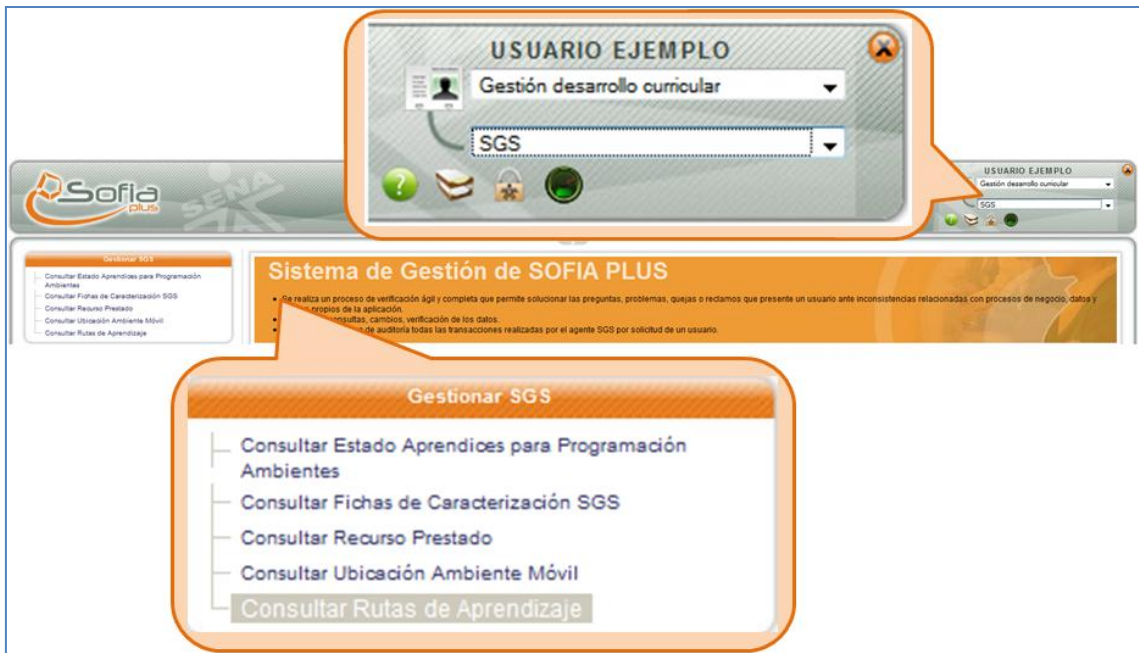 USUARIO EJEMPLO
Gestión desarrollo curricular
SGS
Sofia
plus
SENA
USUARIO EJEMPLO
Gestión desarrollo curricular
SGS
Gestionar SGS
Consultar Estado Aprendices para Programación
Ambientes
Consultar Fichas de Caracterización SGS
Consultar Recurso Prestado
Consultar Ubicación Ambiente Móvil
Consultar Rutas de Aprendizaje
Sistema de Gestión de SOFIA PLUS
Se realiza un proceso de verificación ágil y completa que permite solucionar las preguntas, problemas, quejas o reclamos que presente un usuario ante inconsistencias relacionadas con procesos de negocio, datos y
propios de la aplicación.
consultas, cambios, verificación de los datos.
de auditoría todas las transacciones realizadas por el agente SGS por solicitud de un usuario.
Gestionar SGS
Consultar Estado Aprendices para Programación
Ambientes
Consultar Fichas de Caracterización SGS
Consultar Recurso Prestado
Consultar Ubicación Ambiente Móvil
Consultar Rutas de Aprendizaje